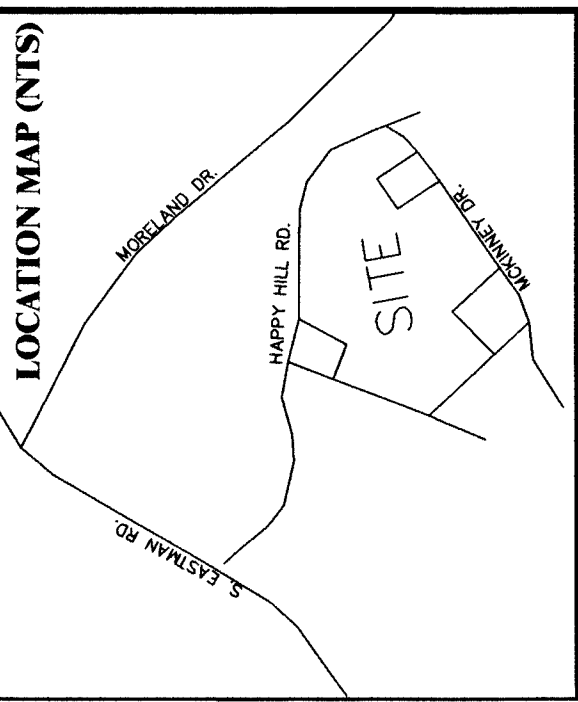 LOCATION MAP (NTS)
MORELAND DR.
HAPPY HILL RD.
SITE
MCKINNEY DR.
S. EASTMAN RD.